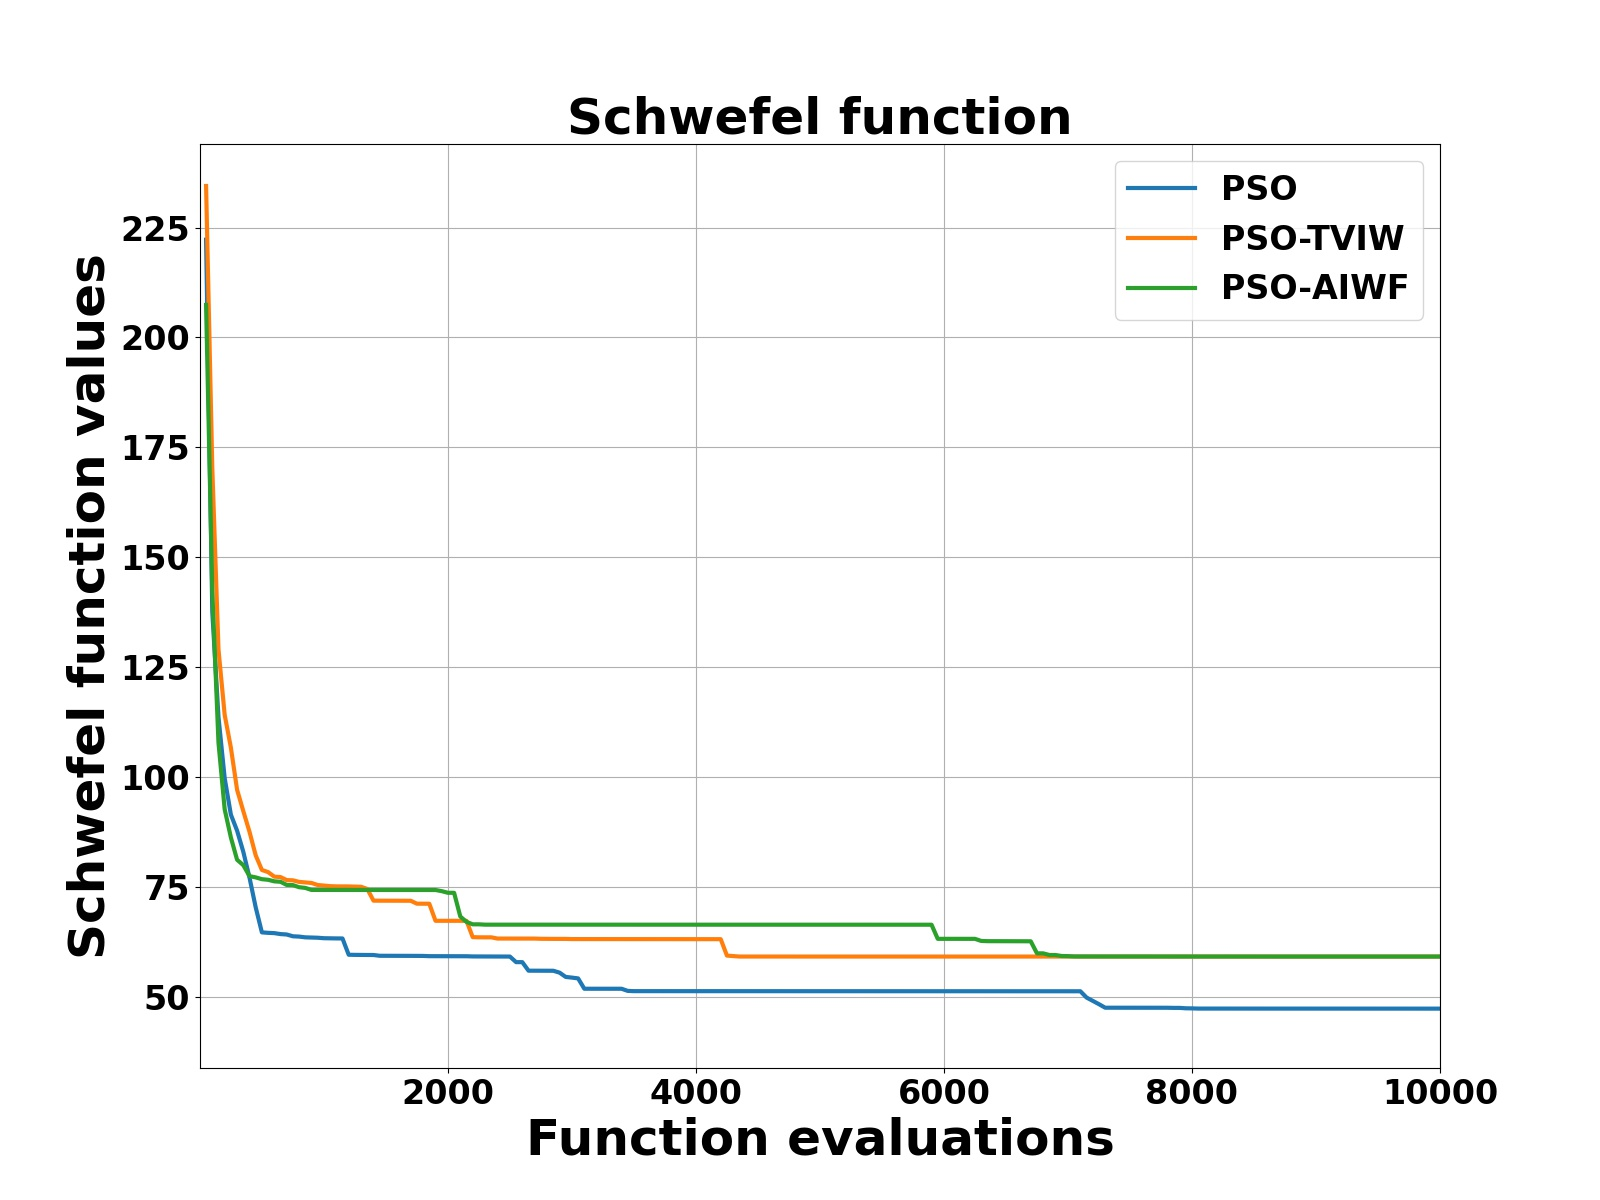 Schwefel function
PSO
PSO-TVIW
PSO-AIWF
Schwefel function values
225
200
175
150
125
100
75
50
2000
4000
6000
8000
10000
Function evaluations